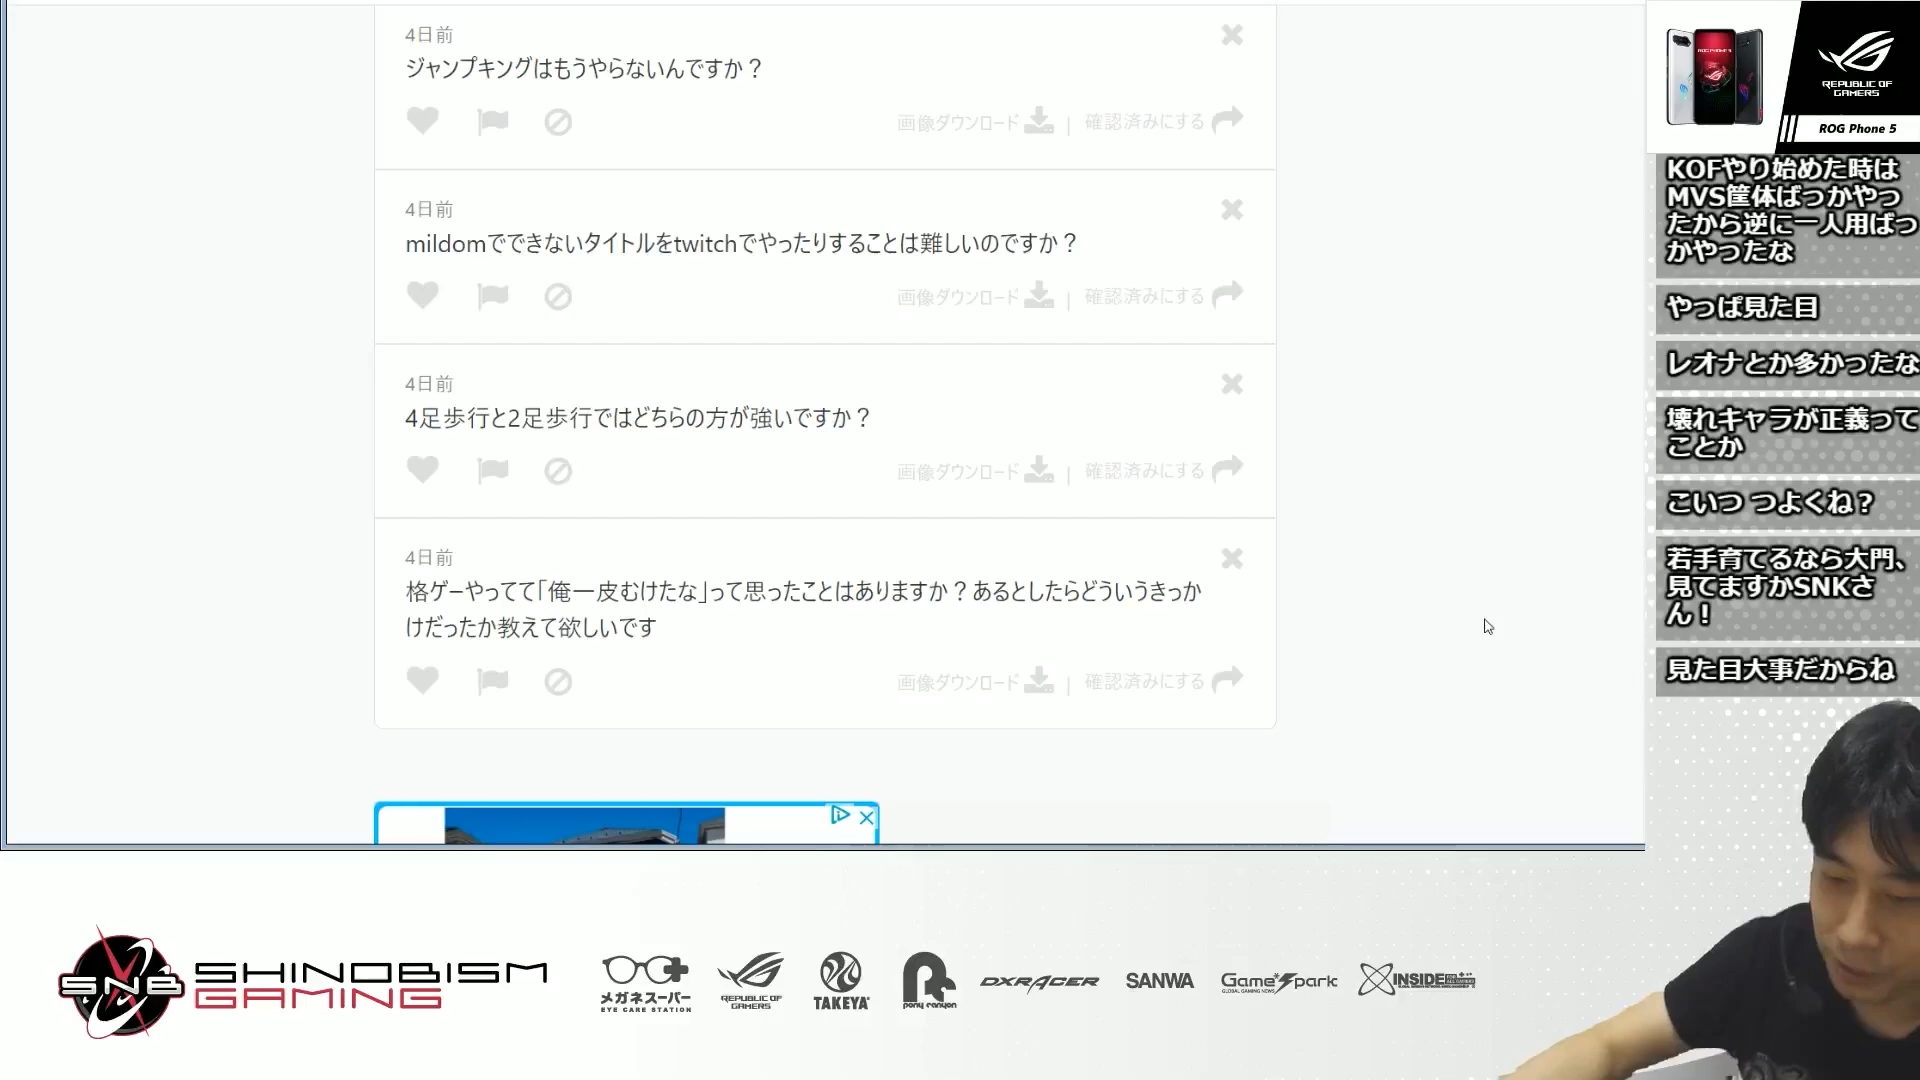 4日前
ジャンプキングはもうやらないんですか？
画像ダウンロード | 確認済みにする
4日前
mildomでできないタイトルをtwitchでやったりすることは難しいのですか？
画像ダウンロード | 確認済みにする
4日前
4足歩行と2足歩行ではどちらの方が強いですか？
画像ダウンロード | 確認済みにする
4日前
格ゲーやってて「俺一皮むけたな」って思ったことはありますか？あるとしたらどういうきっか
けだったか教えて欲しいです
画像ダウンロード | 確認済みにする
REPUBLIC OF
GAMERS
ROG Phone 5
KOFやり始めた時は
MVS筐体ばっかやっ
たから逆に一人用ばっ
かやったな
やっぱ見た目
レオナとか多かったな
壊れキャラが正義って
ことか
こいつ つよくね？
若手育てるなら大門、
見てますかSNKさ
ん！
見た目大事だからね
SNB
SHINOBISM
GAMING
メガネスーパー
EYE CARE STATION
REPUBLIC OF
GAMERS
TAKEYA
pony canyon
DXRACER
SANWA
Game*Spark
GLOBAL GAMING NEWS
INSIDE